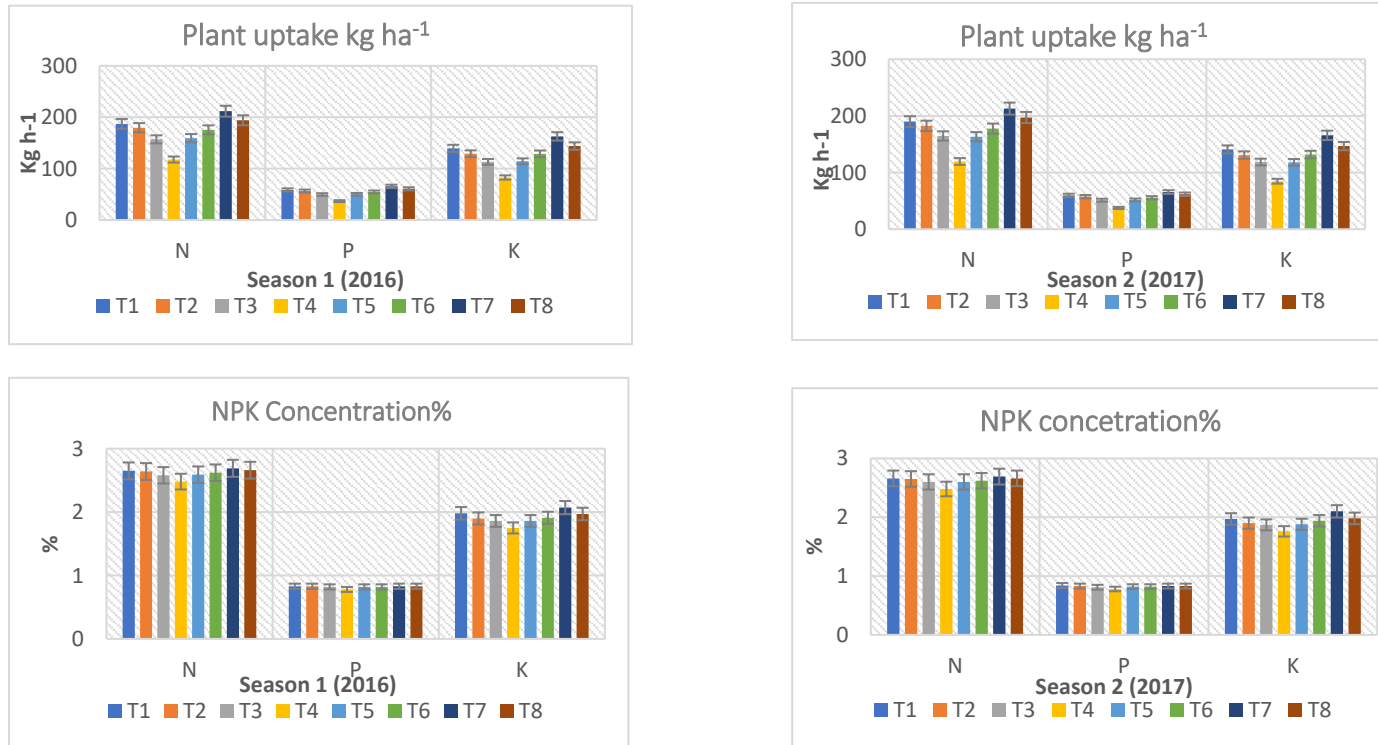 Plant uptake kg ha-1
300
200
100
0
Kg h-1
N P K
Season 1 (2016)
T1 T2 T3 T4 T5 T6 T7 T8
Plant uptake kg ha-1
300
200
100
0
Kg h-1
N P K
Season 2 (2017)
T1 T2 T3 T4 T5 T6 T7 T8
NPK Concentration%
3
2
1
0
%
N P K
Season 1 (2016)
T1 T2 T3 T4 T5 T6 T7 T8
NPK concetration%
3
2
1
0
%
N P K
Season 2 (2017)
T1 T2 T3 T4 T5 T6 T7 T8